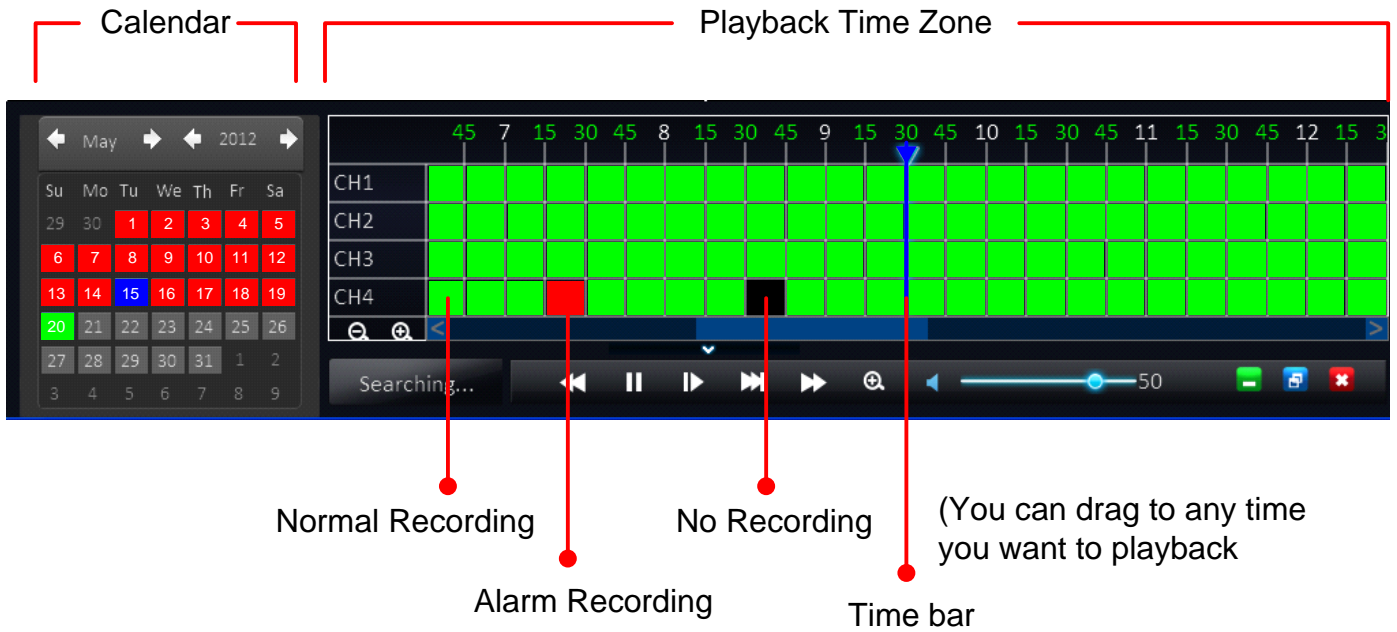 Calendar
Playback Time Zone
May 2012
45 7 15 30 45 8 15 30 45 9 15 30 45 10 15 30 45 11 15 30 45 12 15 3
Su Mo Tu We Th Fr Sa
29 30 1 2 3 4 5
6 7 8 9 10 11 12
13 14 15 16 17 18 19
20 21 22 23 24 25 26
27 28 29 30 31 1 2
3 4 5 6 7 8 9
CH1
CH2
CH3
CH4
Searching...
50
Normal Recording
Alarm Recording
No Recording
(You can drag to any time
you want to playback
Time bar